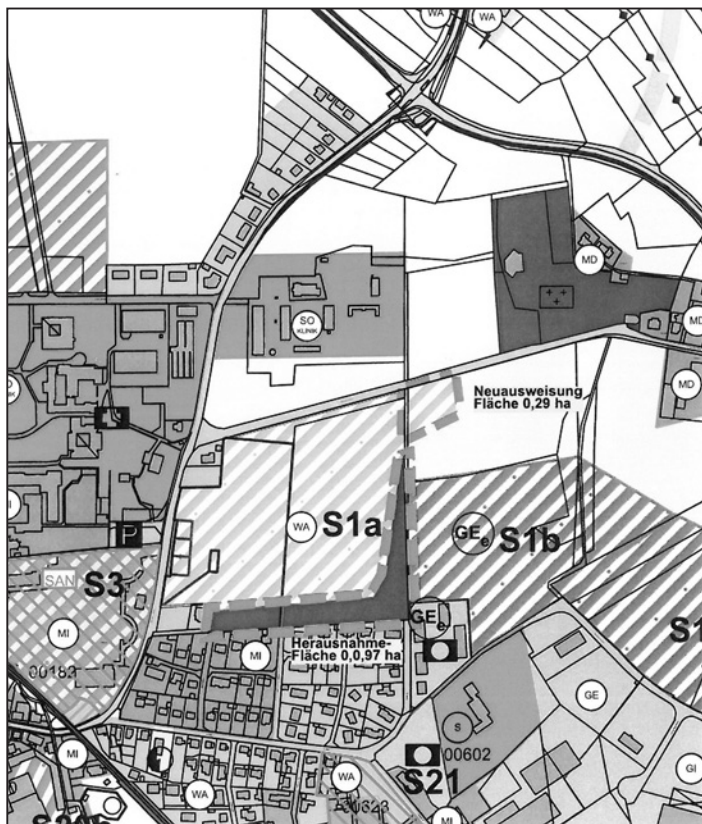 WA
WA
MD
SO
KLINIK
MD
MD
Neuausweisung
Fläche 0,29 ha
WA
S1a
GEe
S1b
P
SAN
S3
MI
GEe
S1
00183
MI
Herausnahme-
Fläche 0,0,97 ha
GE
S
MI
00602
S21
WA
WA
GI
00623
MI